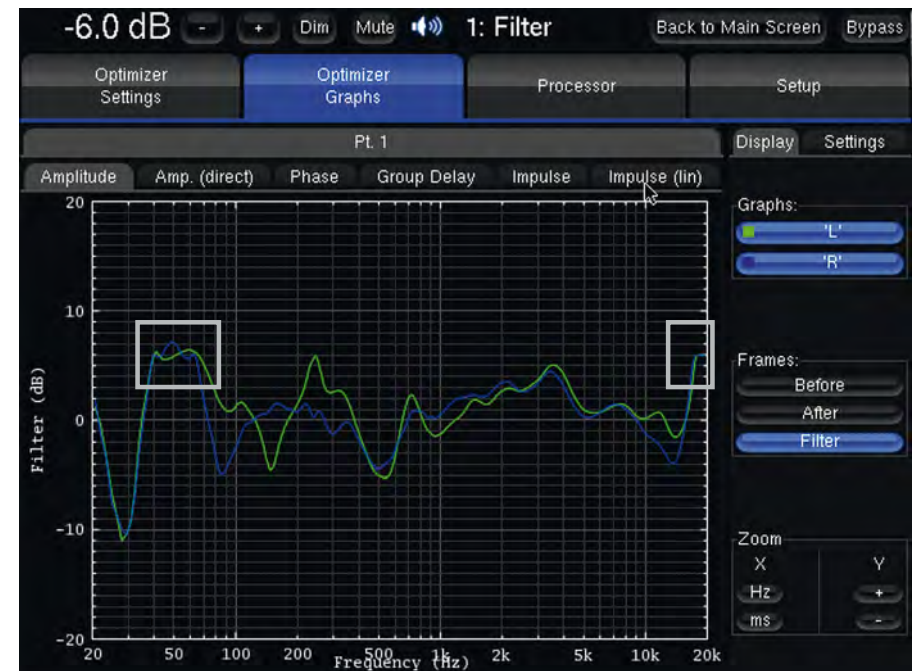 -6.0 dB - + Dim Mute 1: Filter Back to Main Screen Bypass
Optimizer Settings
Optimizer Graphs
Processor
Setup
Pt. 1
Display Settings
Amplitude Amp. (direct) Phase Group Delay Impulse Impulse (lin)
Graphs:
'L'
'R'
Frames:
Before
After
Filter
Zoom
X Y
Hz +
ms -
Filter (dB)
20
10
0
-10
-20
20 50 100 200 500 1k 2k 5k 10k 20k
Frequency (Hz)